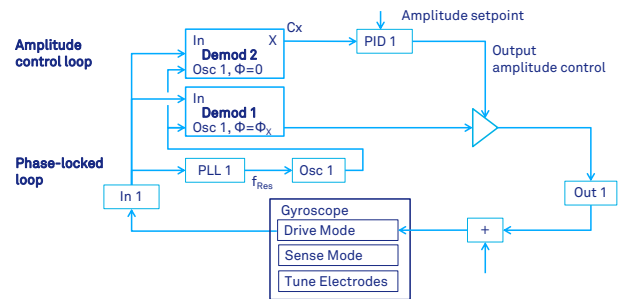 Amplitude setpoint
Amplitude
control loop
In
X
Cx
Demod 2
Osc 1, Φ=0
PID 1
Output
amplitude control
In
Demod 1
Osc 1, Φ=Φ_X
Phase-locked
loop
PLL 1
f_Res
Osc 1
In 1
Out 1
Gyroscope
Drive Mode
+
Sense Mode
Tune Electrodes